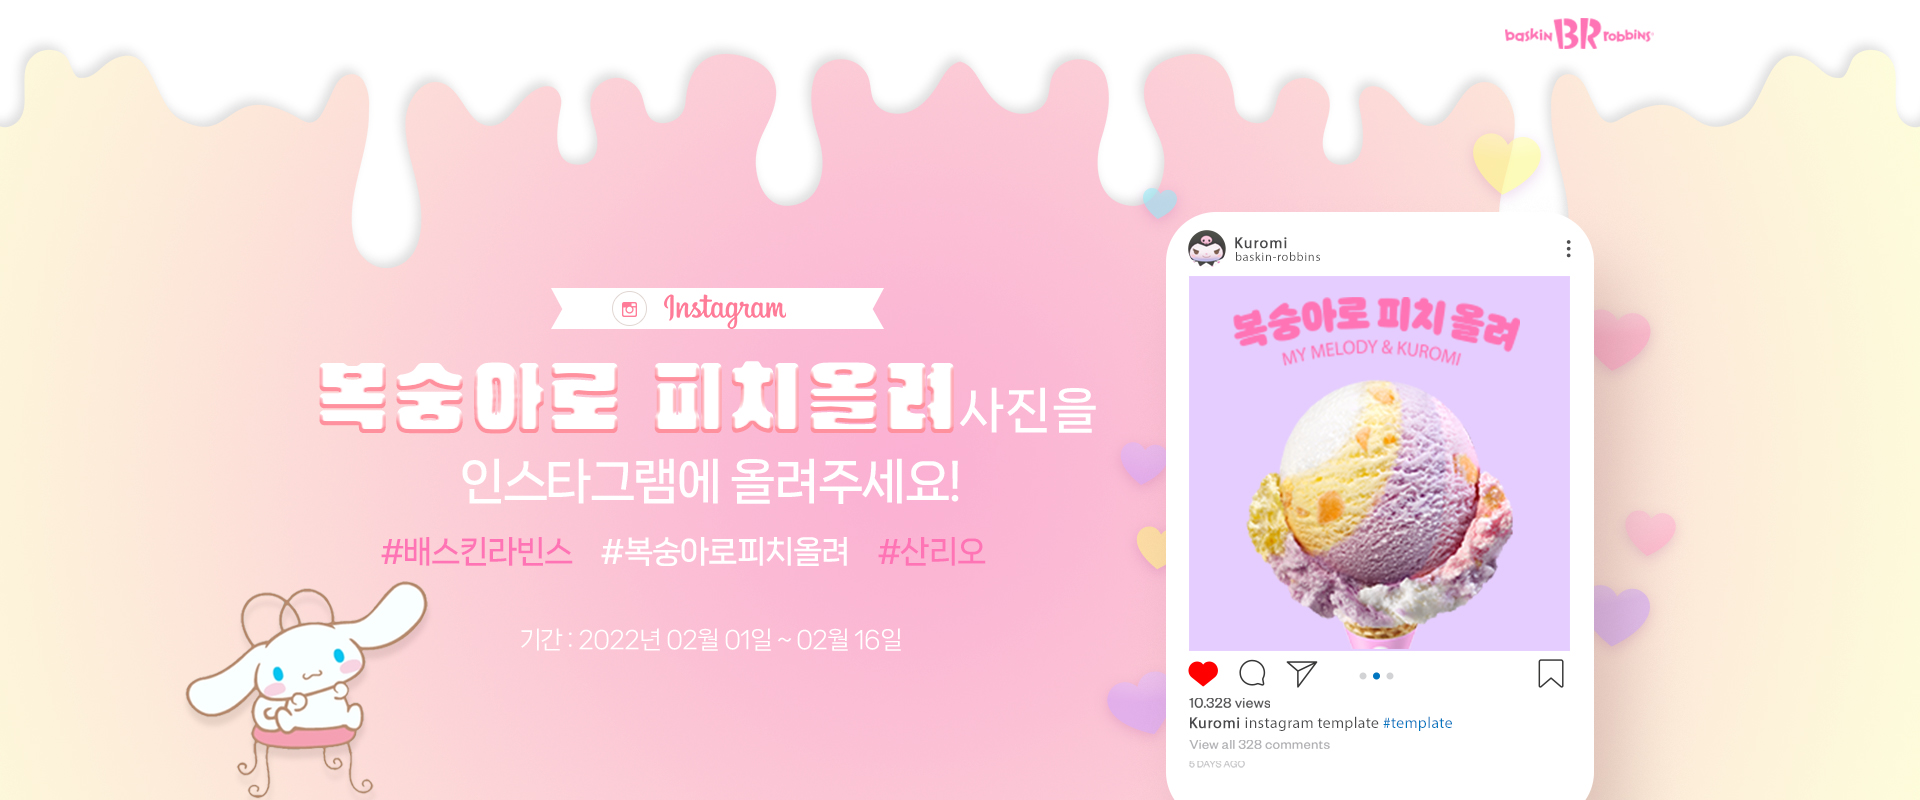 baskin BR robbins
Instagram
복숭아로 피치올려 사진을
인스타그램에 올려주세요!
#배스킨라빈스 #복숭아로피치올려 #산리오
기간 : 2022년 02월 01일 ~ 02월 16일
Kuromi
baskin-robbins
복숭아로 피치 올려
MY MELODY & KUROMI
10.328 views
Kuromi instagram template #template
View all 328 comments
5 DAYS AGO